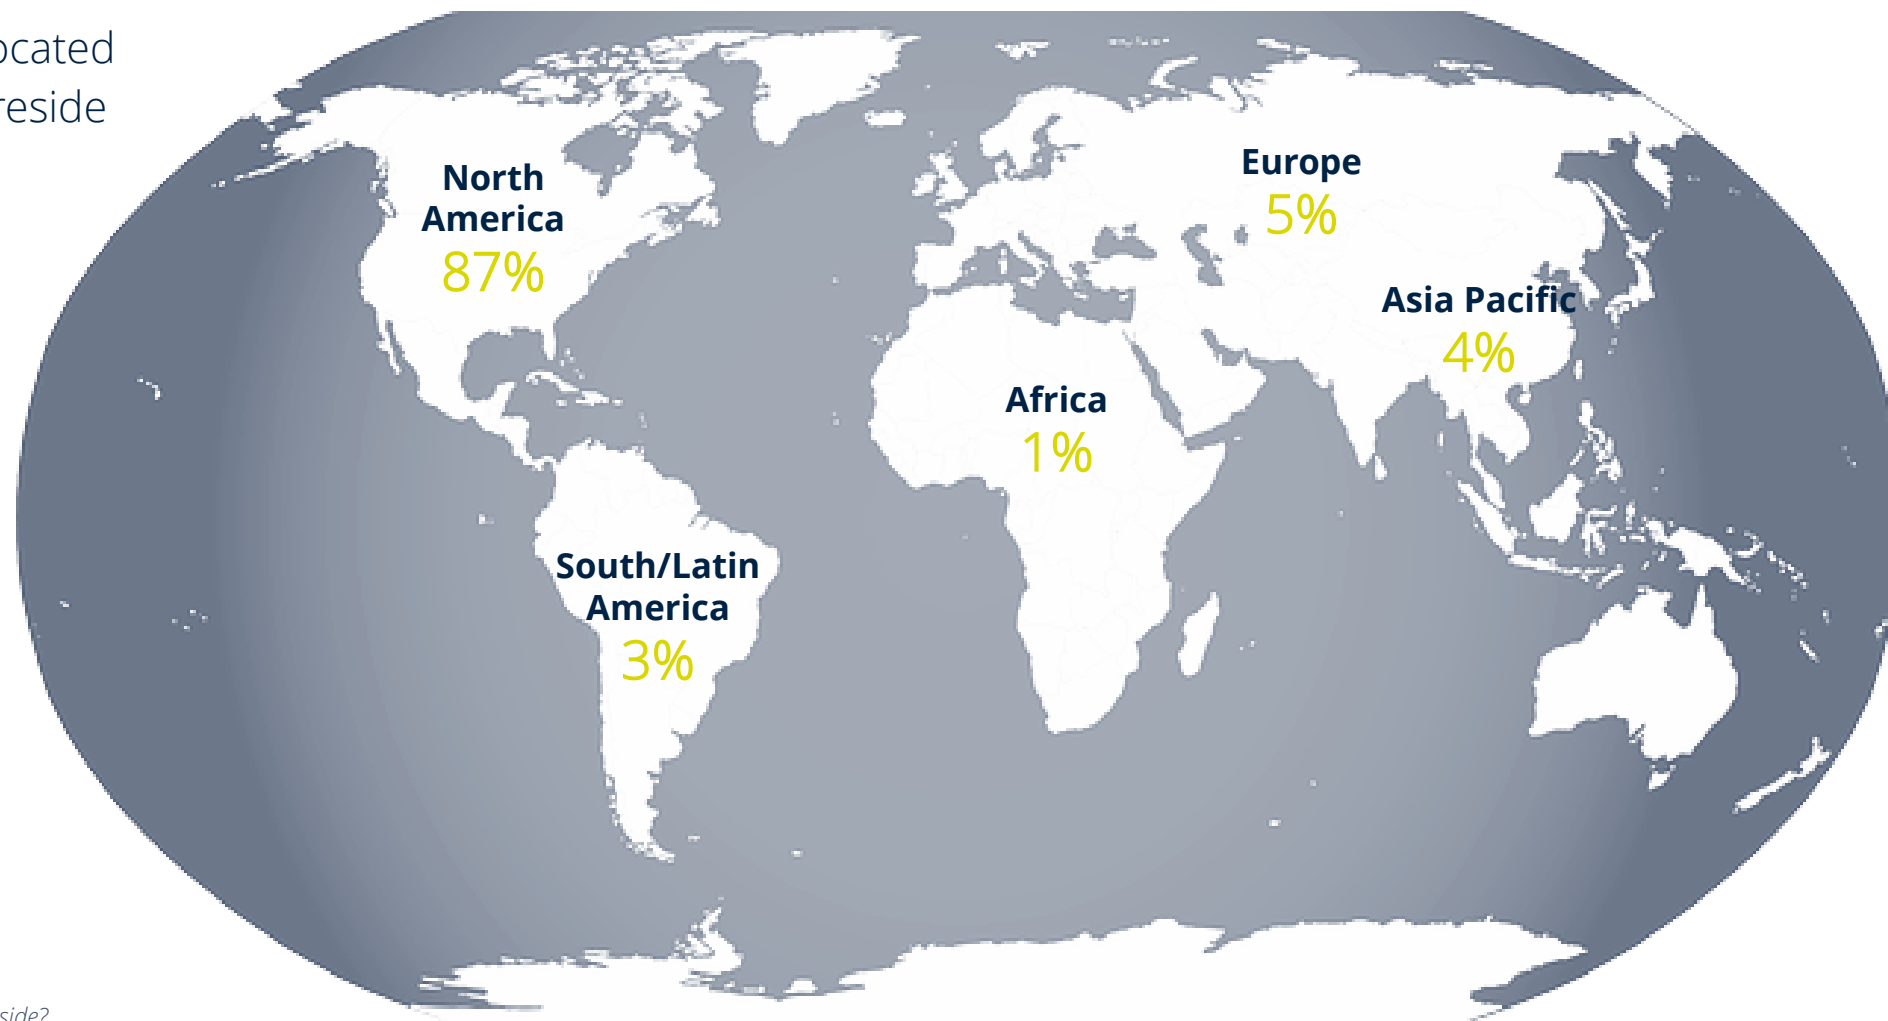 ocated
reside
North
America
87%
Europe
5%
Asia Pacific
4%
Africa
1%
South/Latin
America
3%
side?